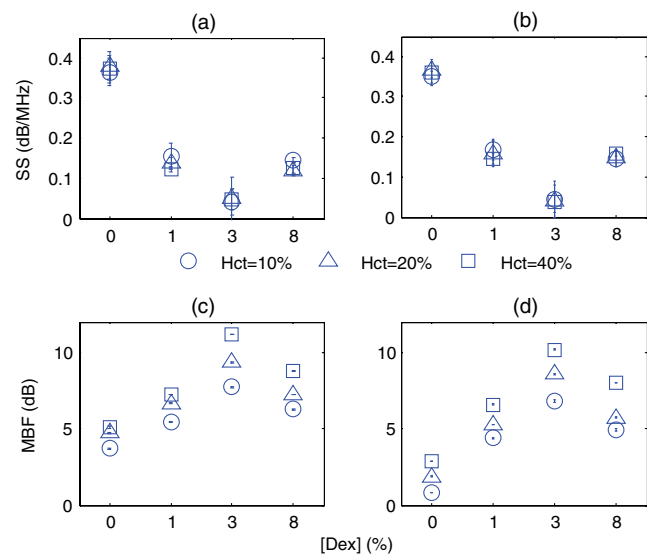 (a) (b)
SS (dB/MHz)
0.4 0.4
0.3 0.3
0.2 0.2
0.1 0.1
0 0
0 1 3 8 0 1 3 8
Hct=10% Hct=20% Hct=40%
(c) (d)
MBF (dB)
10 10
5 5
0 0
0 1 3 8 0 1 3 8
[Dex] (%)